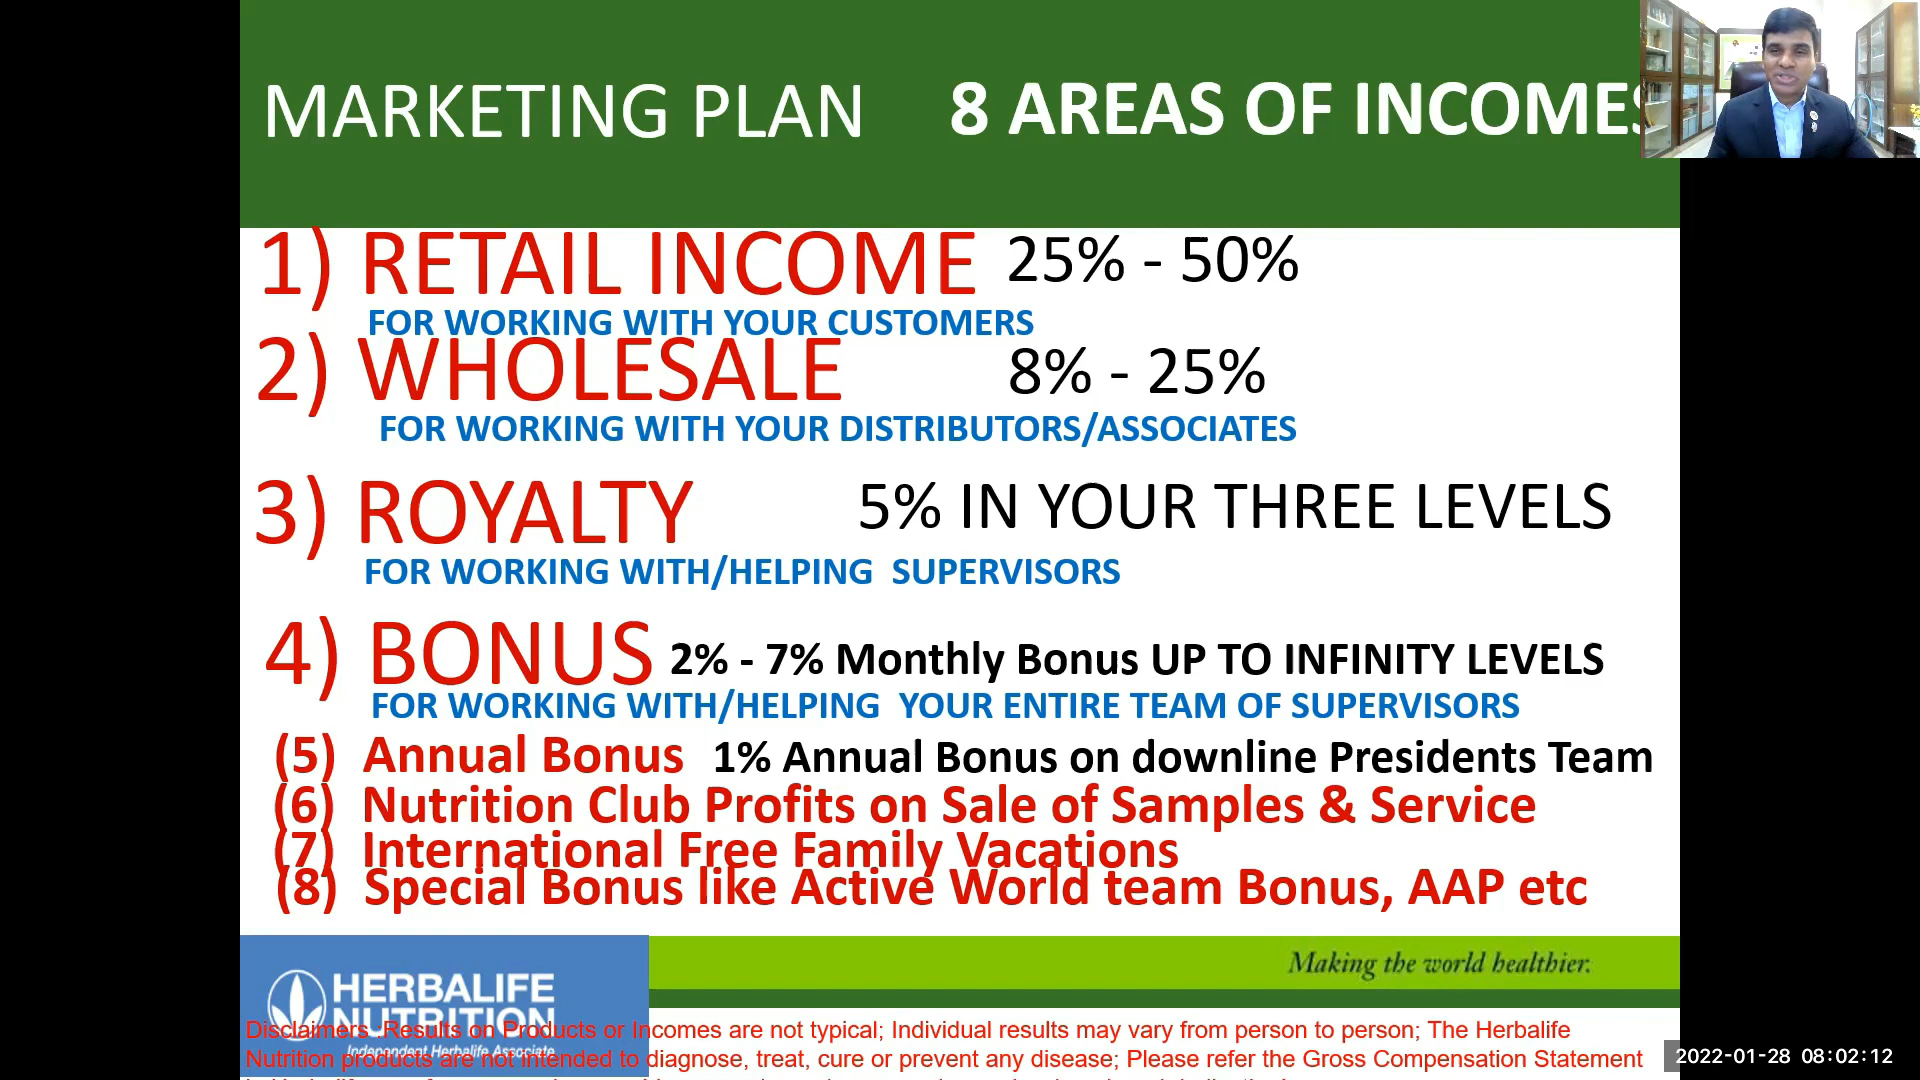 MARKETING PLAN 8 AREAS OF INCOMES
1) RETAIL INCOME 25% - 50%
FOR WORKING WITH YOUR CUSTOMERS
2) WHOLESALE 8% - 25%
FOR WORKING WITH YOUR DISTRIBUTORS/ASSOCIATES
3) ROYALTY 5% IN YOUR THREE LEVELS
FOR WORKING WITH/HELPING SUPERVISORS
4) BONUS 2% - 7% Monthly Bonus UP TO INFINITY LEVELS
FOR WORKING WITH/HELPING YOUR ENTIRE TEAM OF SUPERVISORS
(5) Annual Bonus 1% Annual Bonus on downline Presidents Team
(6) Nutrition Club Profits on Sale of Samples & Service
(7) International Free Family Vacations
(8) Special Bonus like Active World team Bonus, AAP etc
Making the world healthier.
HERBALIFE
NUTRITION
Independent Herbalife Associate
Disclaimers :Results on Products or Incomes are not typical; Individual results may vary from person to person; The Herbalife
Nutrition products are not intended to diagnose, treat, cure or prevent any disease; Please refer the Gross Compensation Statement
2022-01-28 08:02:12